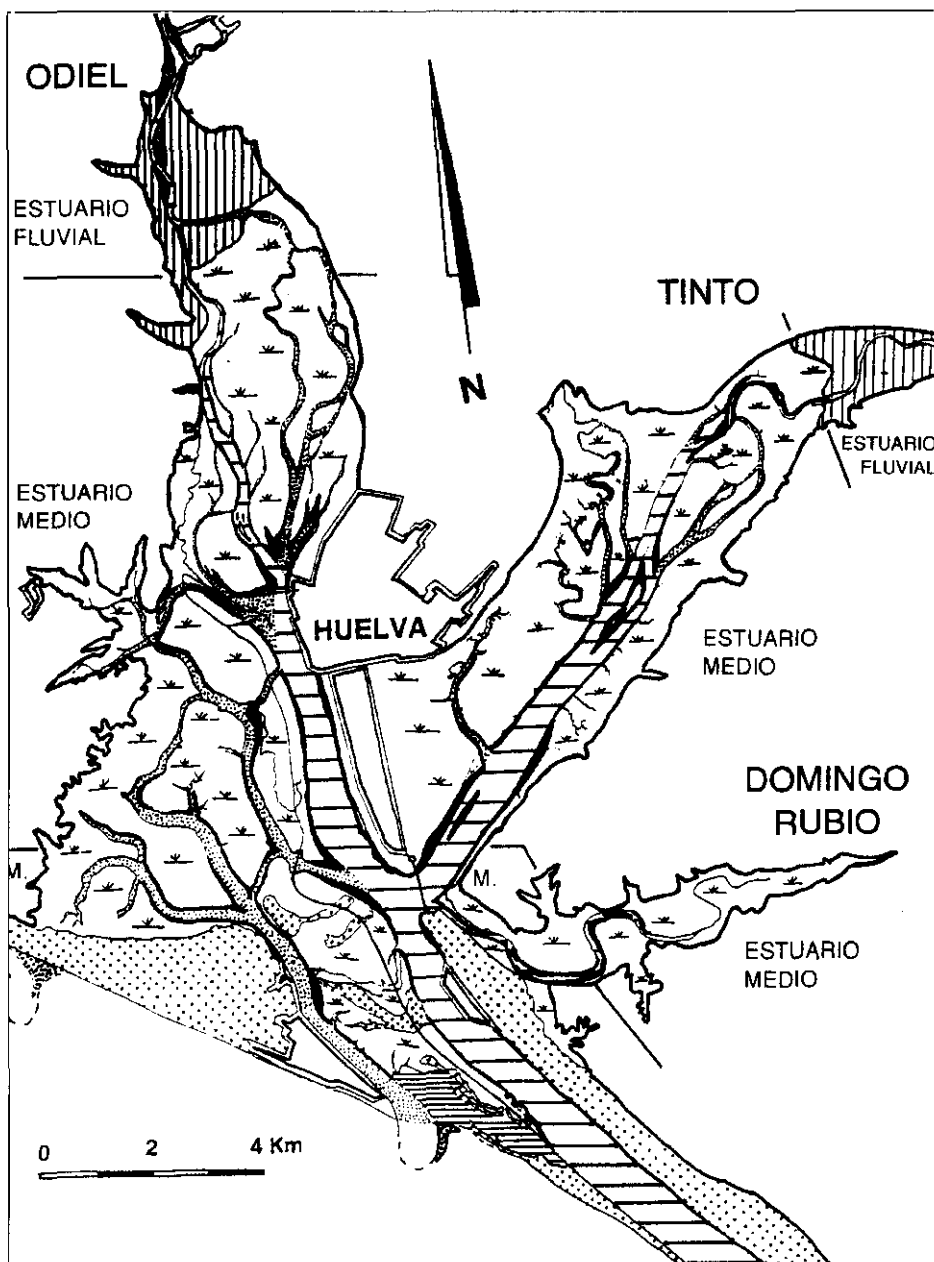 ODIEL
ESTUARIO
FLUVIAL
TINTO
N
ESTUARIO
FLUVIAL
ESTUARIO
MEDIO
HUELVA
ESTUARIO
MEDIO
DOMINGO
RUBIO
M.
M.
ESTUARIO
MEDIO
0 2 4 Km